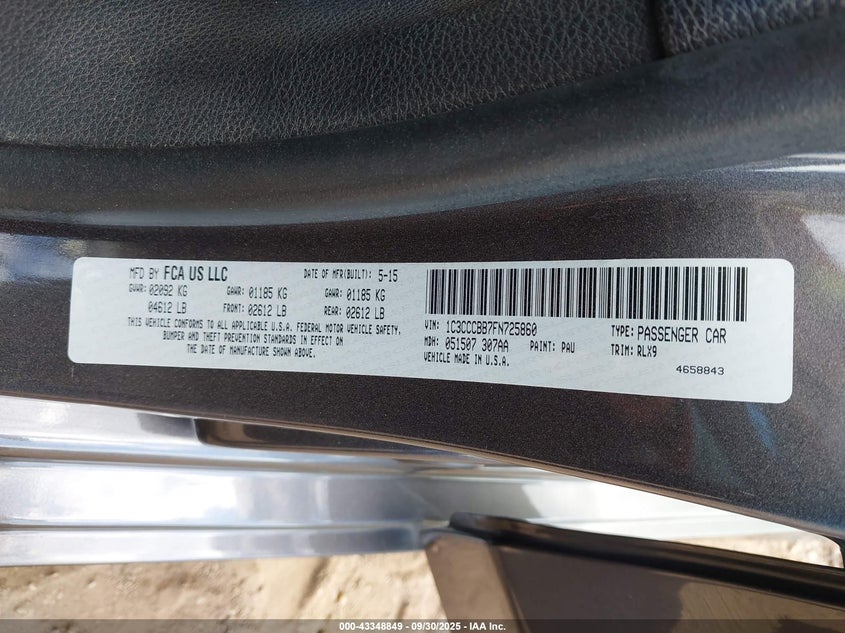 MFD BY FCA US LLC DATE OF MFR(BUILT): 5-15
GVWR: 02092 KG GAWR: 01185 KG GAWR: 01185 KG
04612 LB FRONT: 02612 LB REAR: 02612 LB
THIS VEHICLE CONFORMS TO ALL APPLICABLE U.S.A. FEDERAL MOTOR VEHICLE SAFETY,
BUMPER AND THEFT PREVENTION STANDARDS IN EFFECT ON
THE DATE OF MANUFACTURE SHOWN ABOVE.
VIN: 1C3CCCBB7FN725860 TYPE: PASSENGER CAR
MDH: 051507 307AA PAINT: PAU TRIM: RLX9
VEHICLE MADE IN U.S.A.
4658843
000-43348849 - 09/30/2025 - IAA Inc.